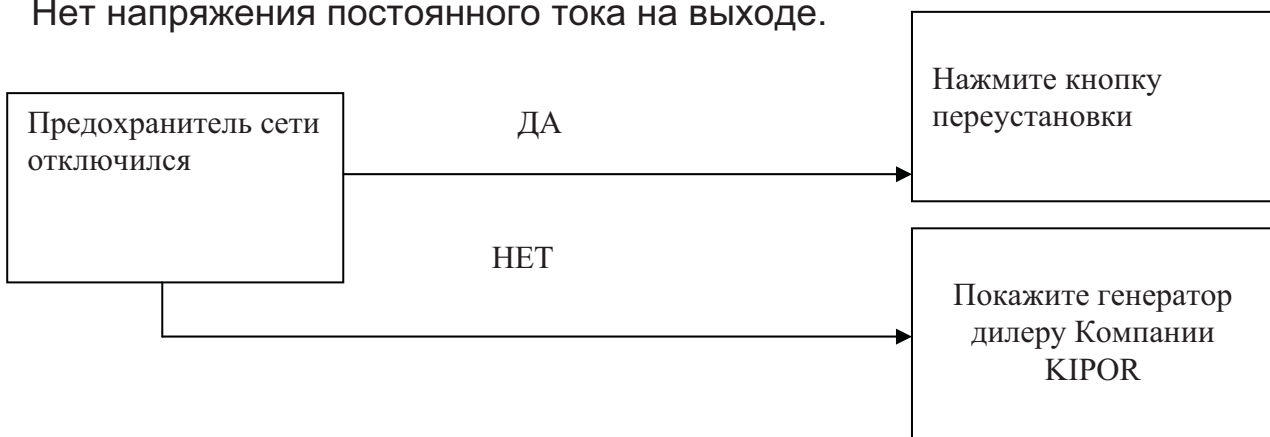 Нет напряжения постоянного тока на выходе.
Предохранитель сети
отключился
ДА
Нажмите кнопку
переустановки
НЕТ
Покажите генератор
дилеру Компании
KIPOR